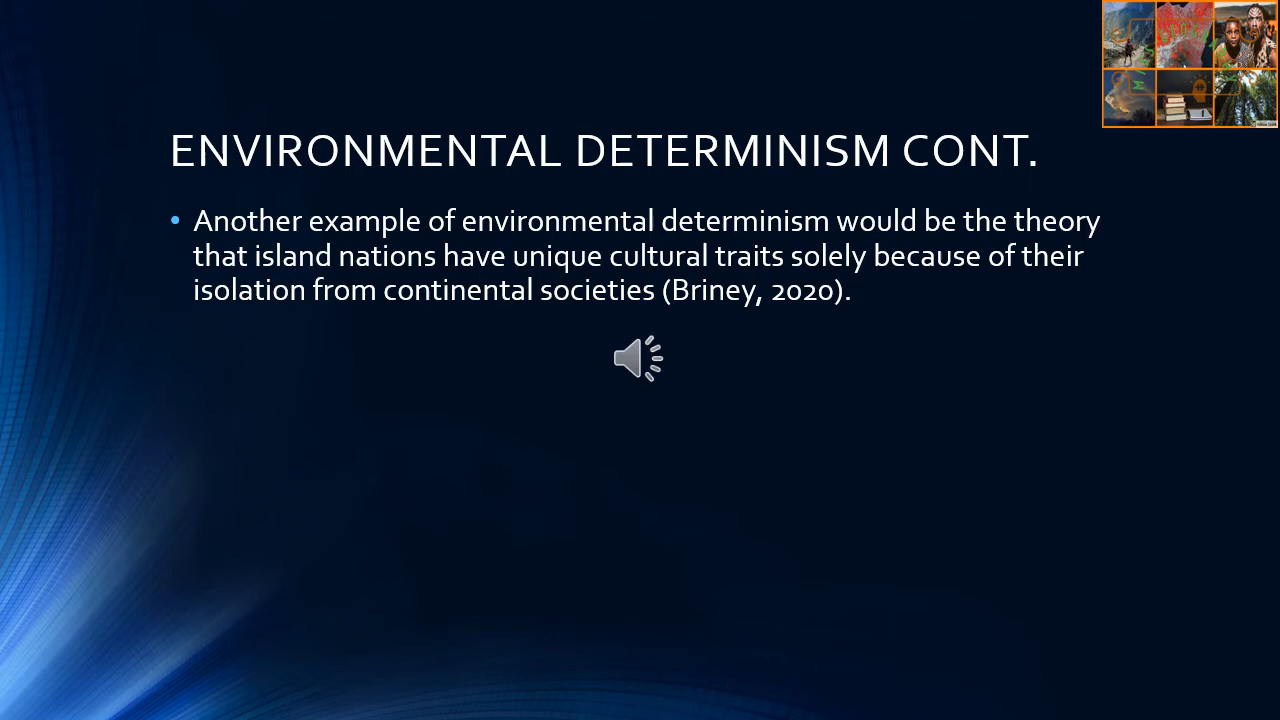 ENVIRONMENTAL DETERMINISM CONT.
• Another example of environmental determinism would be the theory
that island nations have unique cultural traits solely because of their
isolation from continental societies (Briney, 2020).